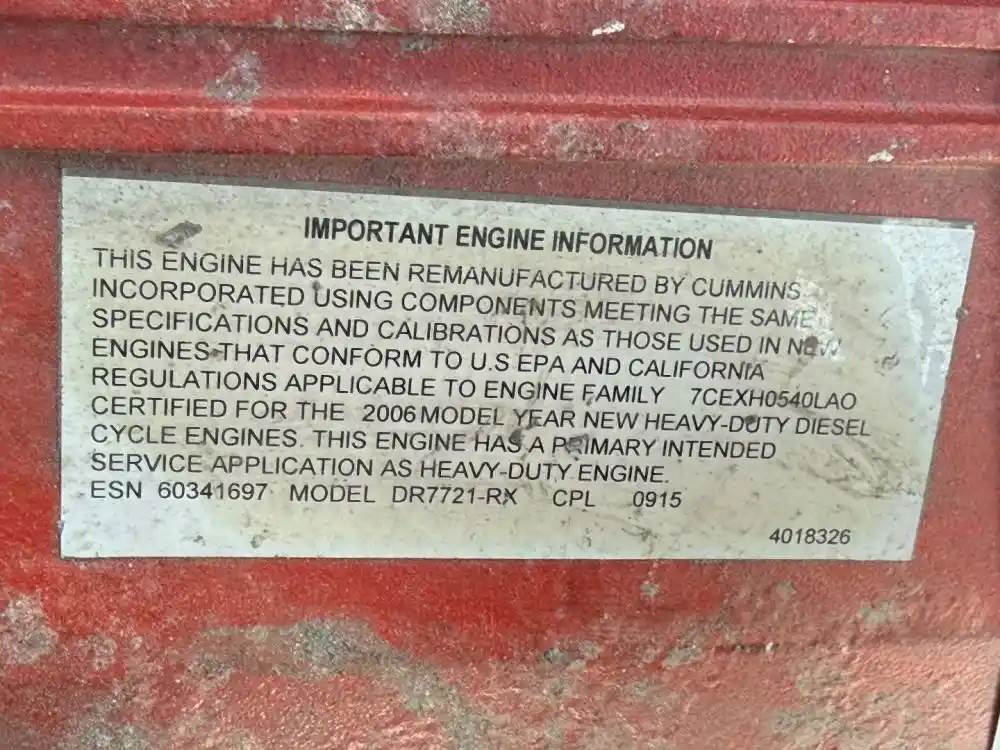 IMPORTANT ENGINE INFORMATION
THIS ENGINE HAS BEEN REMANUFACTURED BY CUMMINS
INCORPORATED USING COMPONENTS MEETING THE SAME
SPECIFICATIONS AND CALIBRATIONS AS THOSE USED IN NEW
ENGINES THAT CONFORM TO U.S EPA AND CALIFORNIA
REGULATIONS APPLICABLE TO ENGINE FAMILY 7CEXH0540LAO
CERTIFIED FOR THE 2006 MODEL YEAR NEW HEAVY-DUTY DIESEL
CYCLE ENGINES. THIS ENGINE HAS A PRIMARY INTENDED
SERVICE APPLICATION AS HEAVY-DUTY ENGINE.
ESN 60341697 MODEL DR7721-RX CPL 0915
4018326